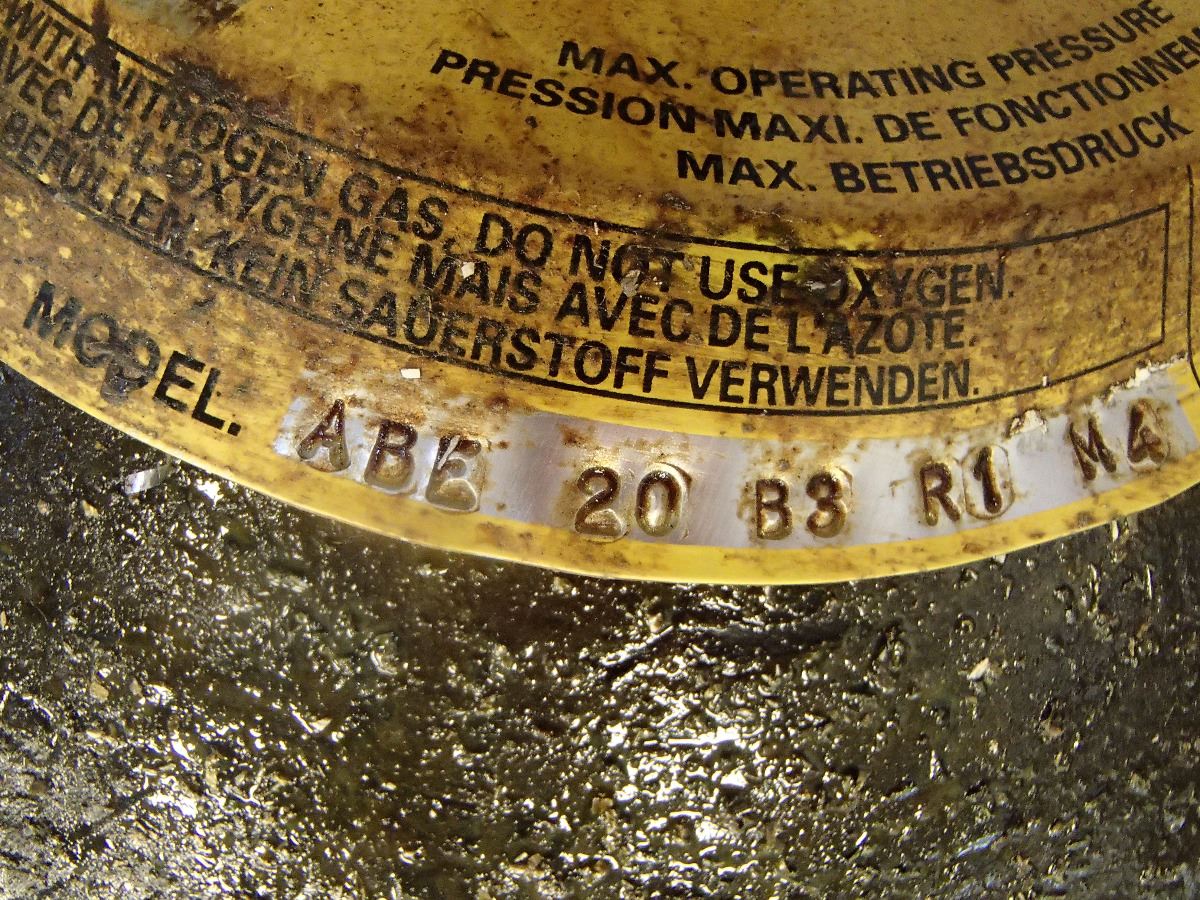 MAX. OPERATING PRESSURE
PRESSION MAXI. DE FONCTIONNEM
MAX. BETRIEBSDRUCK
WITH NITROGEN GAS, DO NOT USE OXYGEN.
AVEC DE L'OXYGENE MAIS AVEC DE L'AZOTE.
BEFÜLLEN. KEIN SAUERSTOFF VERWENDEN.
MODEL. ABE 20 B3 R1 M4